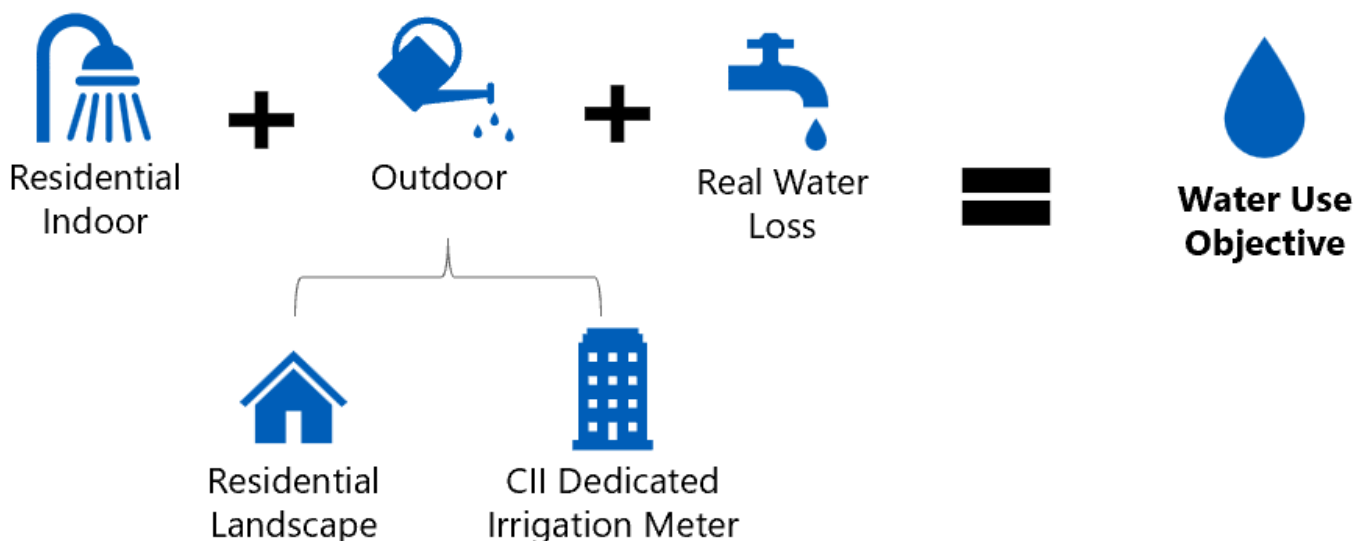 Residential
Indoor
+
Outdoor
+
Real Water
Loss
=
Water Use
Objective
Residential
Landscape
CII Dedicated
Irrigation Meter